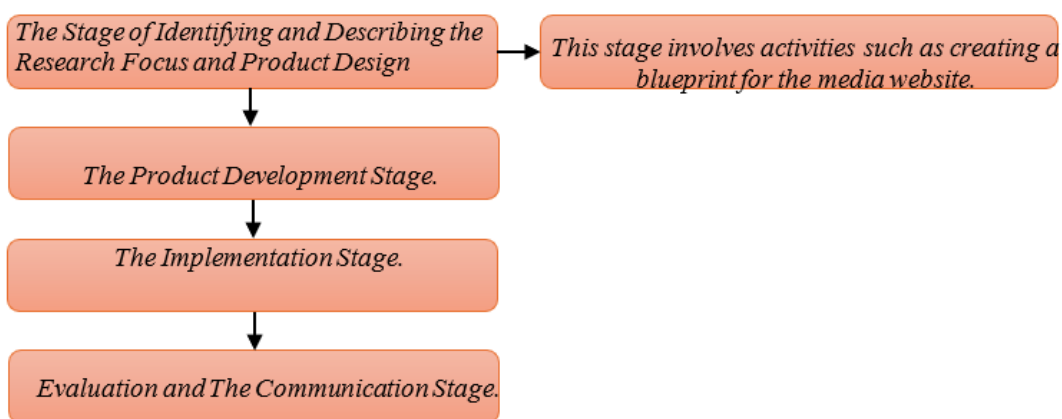 The Stage of Identifying and Describing the
Research Focus and Product Design
This stage involves activities such as creating a
blueprint for the media website.
The Product Development Stage.
The Implementation Stage.
Evaluation and The Communication Stage.